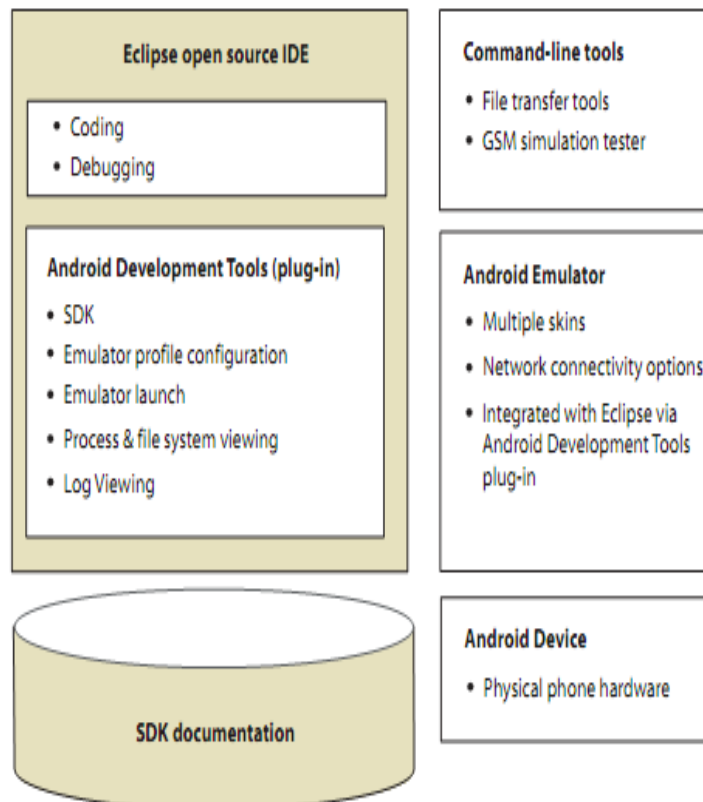 Eclipse open source IDE
• Coding
• Debugging
Android Development Tools (plug-in)
• SDK
• Emulator profile configuration
• Emulator launch
• Process & file system viewing
• Log Viewing
SDK documentation
Command-line tools
• File transfer tools
• GSM simulation tester
Android Emulator
• Multiple skins
• Network connectivity options
• Integrated with Eclipse via
Android Development Tools
plug-in
Android Device
• Physical phone hardware